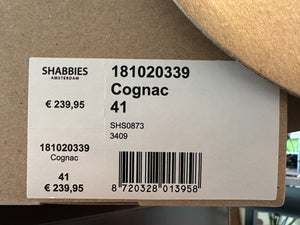 SHABBIES
AMSTERDAM
€ 239,95
181020339
Cognac
41
€ 239,95
181020339
Cognac
41
SHS0873
3409
8 720328 013958